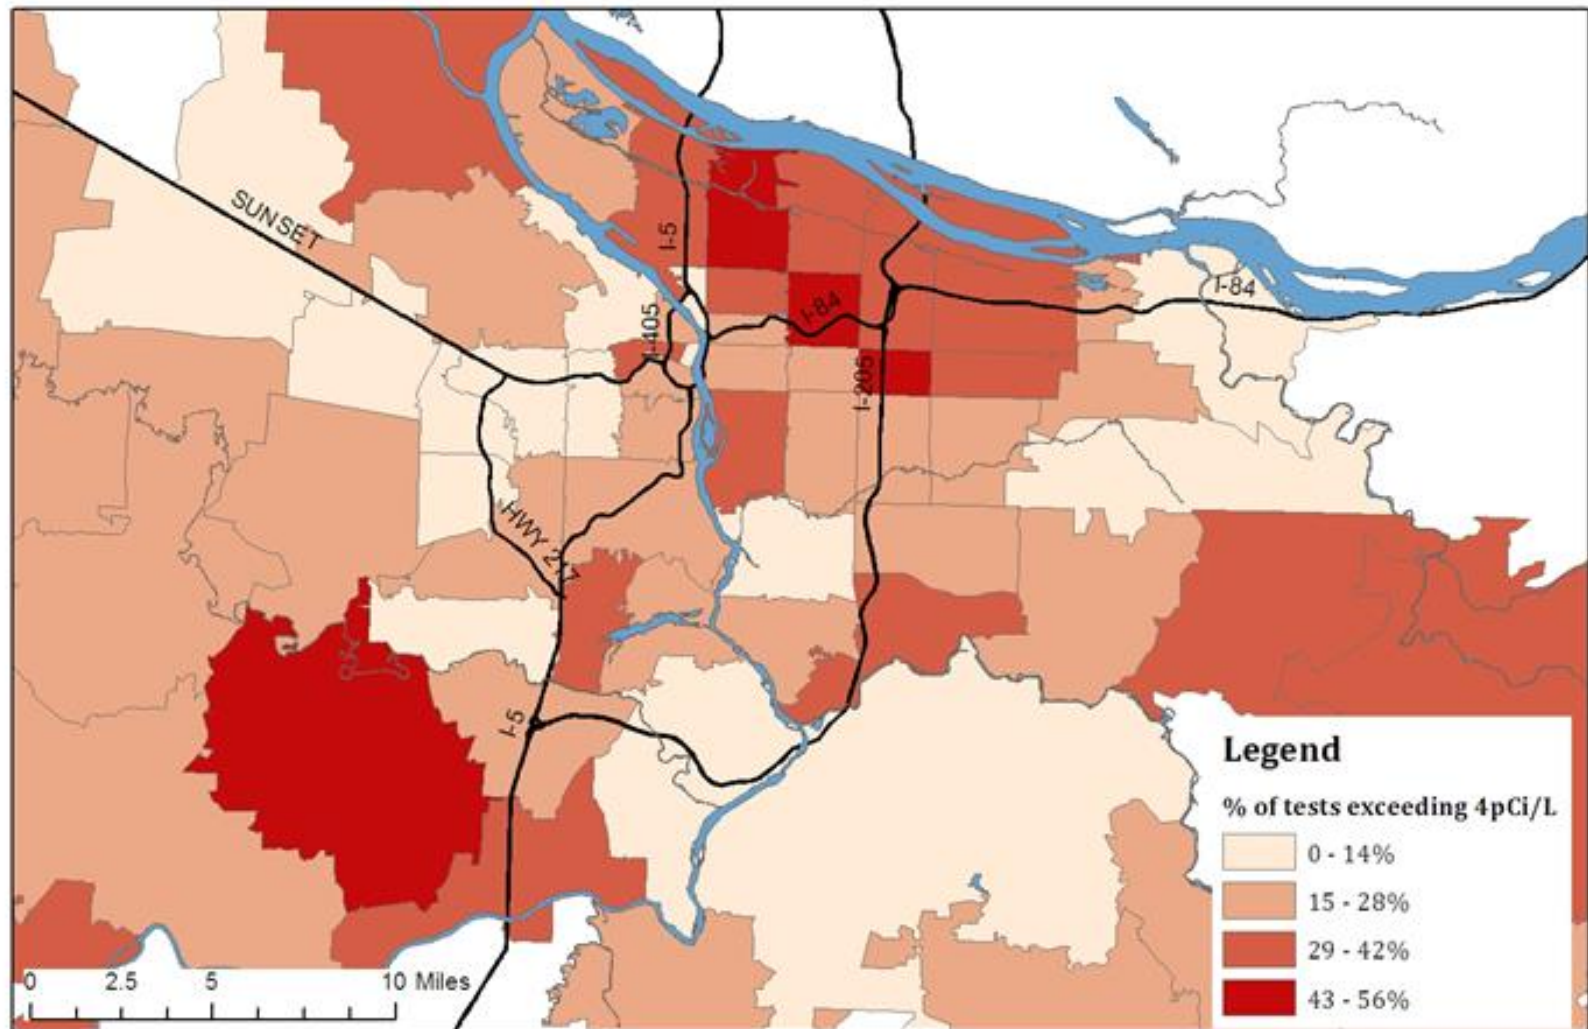 SUNSET
I-5
I-405
I-84
I-84
I-205
HWY 217
I-5
Legend
% of tests exceeding 4pCi/L
0 - 14%
15 - 28%
29 - 42%
43 - 56%
0 2.5 5 10 Miles